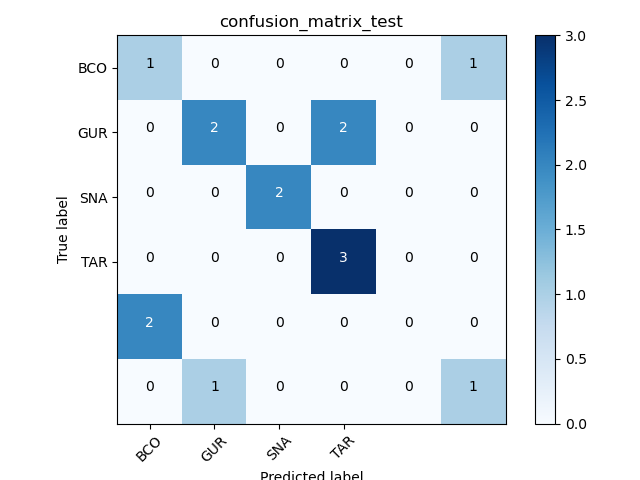 confusion_matrix_test
BCO 1 0 0 0 0 1
GUR 0 2 0 2 0 0
SNA 0 0 2 0 0 0
TAR 0 0 0 3 0 0
2 0 0 0 0 0
0 1 0 0 0 1
BCO GUR SNA TAR
True label
Predicted label
3.0
2.5
2.0
1.5
1.0
0.5
0.0